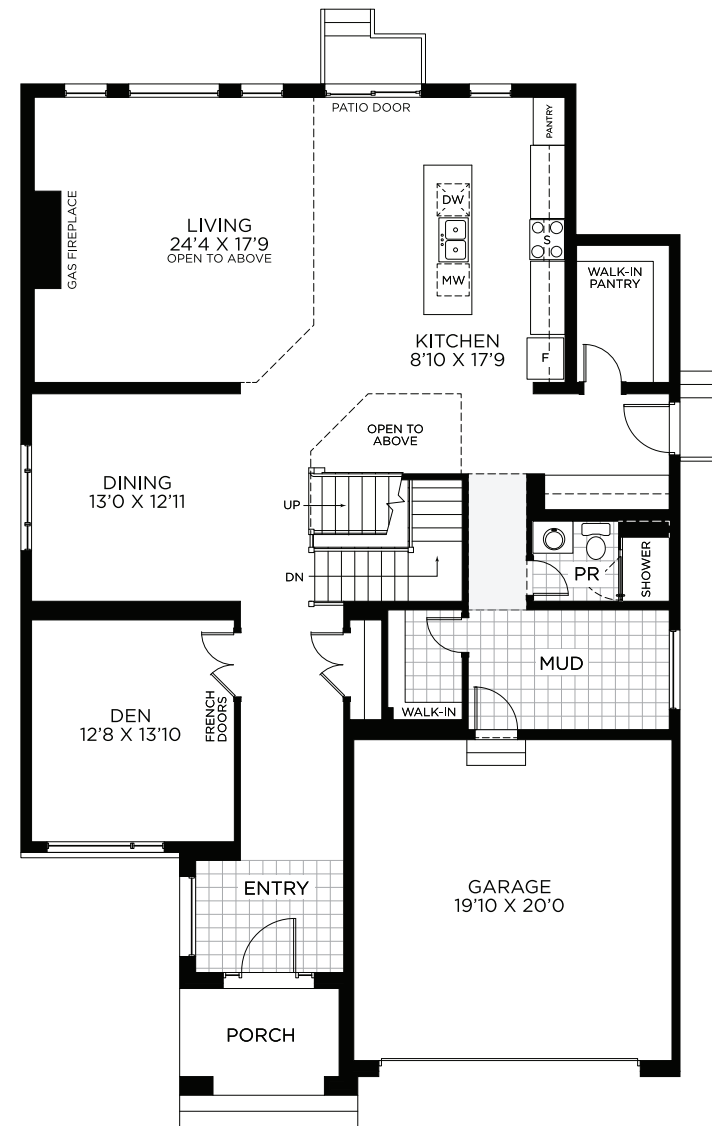 PATIO DOOR
PANTRY
GAS FIREPLACE
LIVING
24'4 X 17'9
OPEN TO ABOVE
DW
S
MW
WALK-IN
PANTRY
KITCHEN
8'10 X 17'9
F
OPEN TO
ABOVE
DINING
13'0 X 12'11
UP
DN
PR
SHOWER
MUD
WALK-IN
DEN
12'8 X 13'10
FRENCH
DOORS
ENTRY
GARAGE
19'10 X 20'0
PORCH